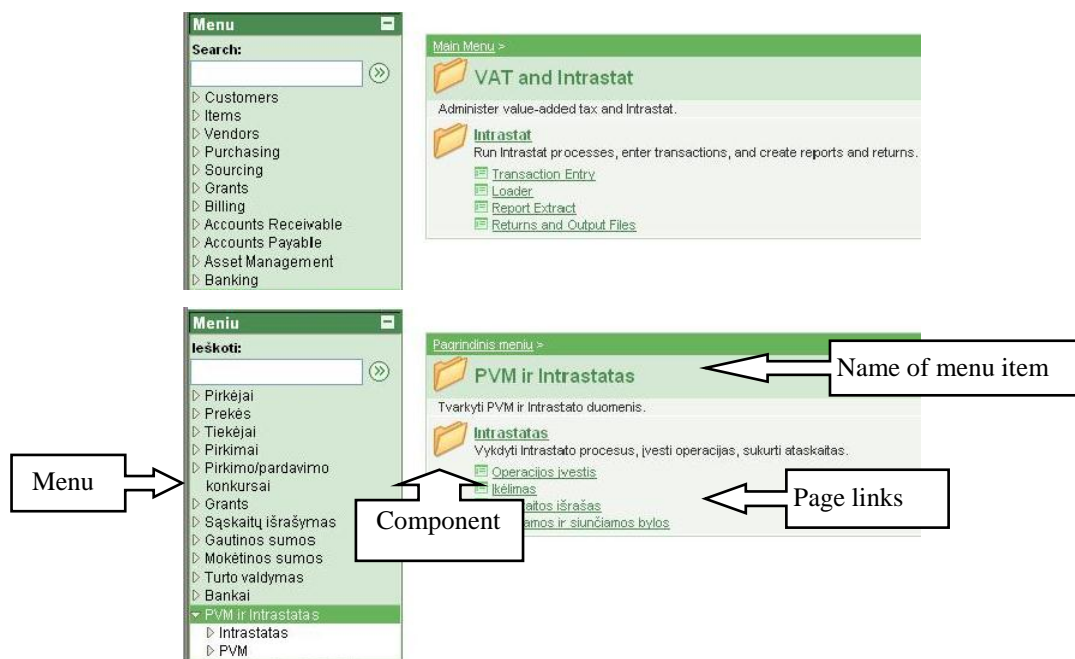 Menu
Search:
Customers
Items
Vendors
Purchasing
Sourcing
Grants
Billing
Accounts Receivable
Accounts Payable
Asset Management
Banking
Main Menu >
VAT and Intrastat
Administer value-added tax and Intrastat.
Intrastat
Run Intrastat processes, enter transactions, and create reports and returns.
Transaction Entry
Loader
Report Extract
Returns and Output Files
Meniu
Ieškoti:
Pirkėjai
Prekės
Tiekėjai
Pirkimai
Pirkimo/pardavimo
konkursai
Grants
Sąskaitų išrašymas
Gautinos sumos
Mokėtinos sumos
Turto valdymas
Bankai
PVM ir Intrastatas
Intrastatas
PVM
Pagrindinis meniu >
PVM ir Intrastatas
Tvarkyti PVM ir Intrastato duomenis.
Intrastatas
Vykdyti Intrastato procesus, įvesti operacijas, sukurti ataskaitas.
Operacijos įvestis
Įkėlimas
išrašas
ir siunčiamos bylos
Menu
Component
Name of menu item
Page links